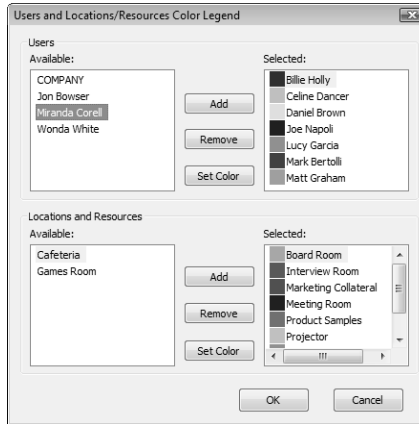 Users and Locations/Resources Color Legend
Users
Available:
COMPANY
Jon Bowser
Miranda Corell
Wonda White
Add
Remove
Set Color
Selected:
Billie Holly
Celine Dancer
Daniel Brown
Joe Napoli
Lucy Garcia
Mark Bertolli
Matt Graham
Locations and Resources
Available:
Cafeteria
Games Room
Add
Remove
Set Color
Selected:
Board Room
Interview Room
Marketing Collateral
Meeting Room
Product Samples
Projector
OK
Cancel